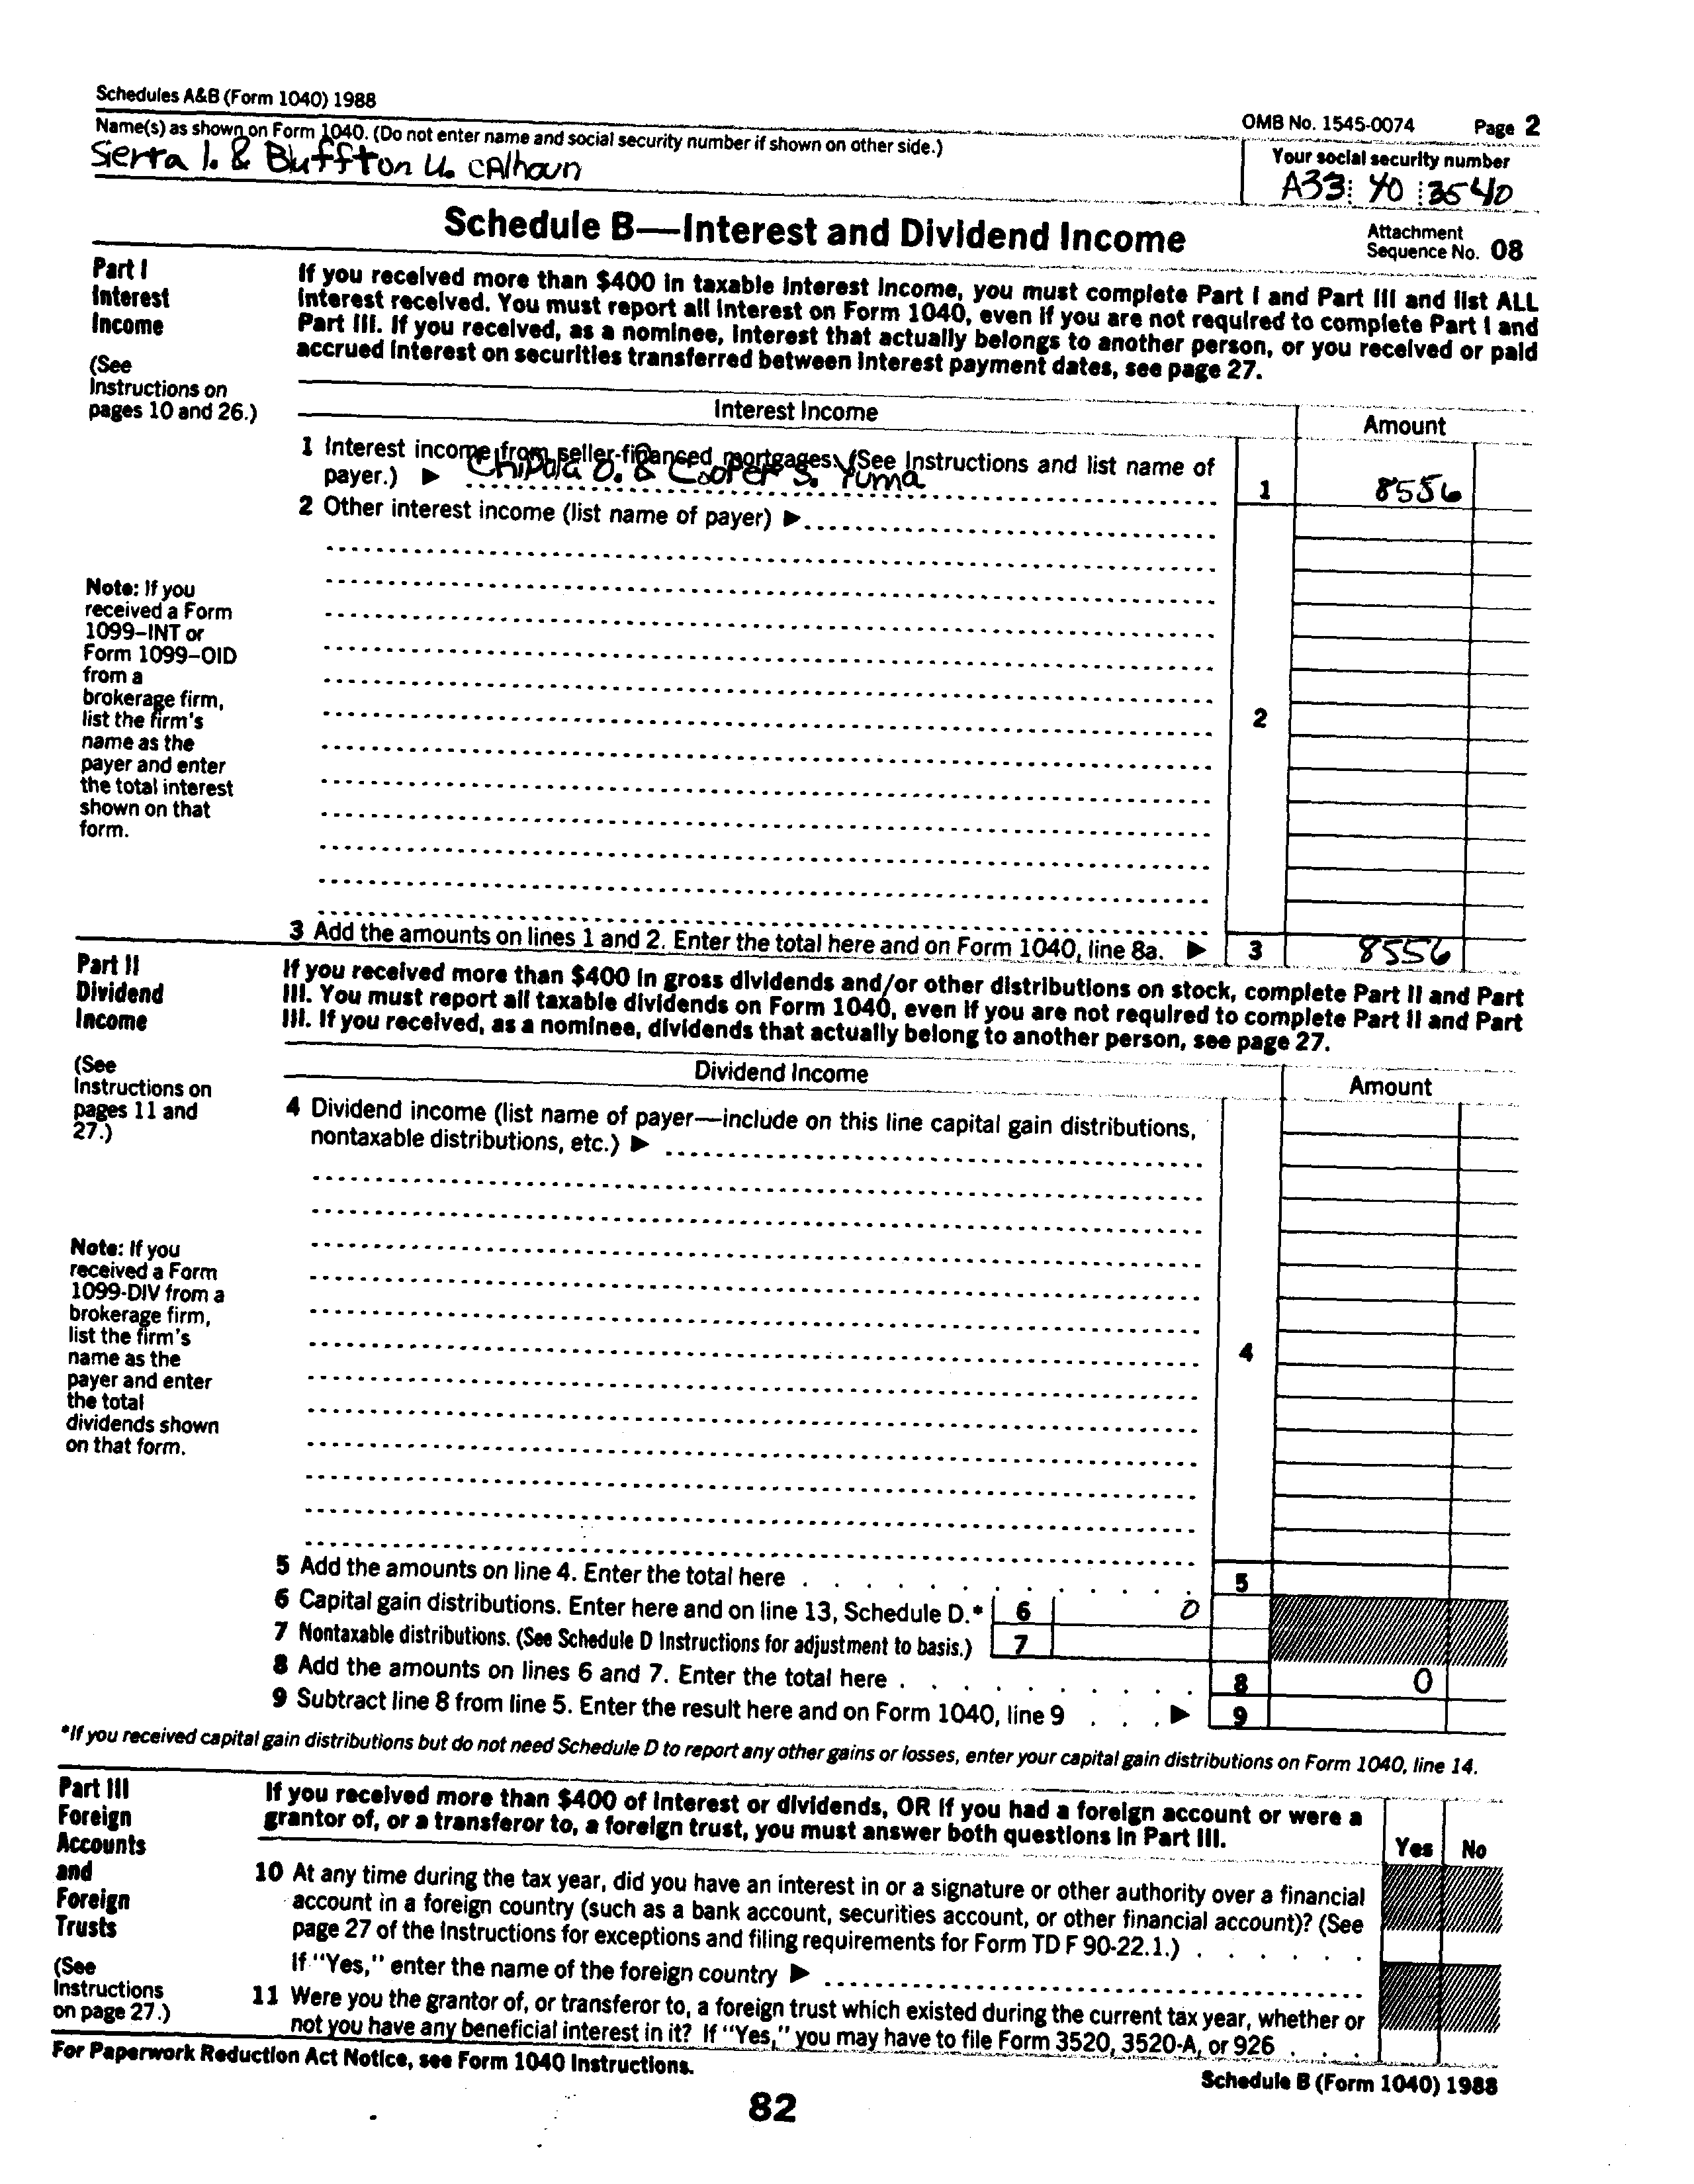 Schedules A&B (Form 1040) 1988
OMB No. 1545-0074 Page 2
Name(s) as shown on Form 1040. (Do not enter name and social security number if shown on other side.)
Your social security number
Sierra I. & Buffton U. CAlhoun
A33 40 3540
Schedule B—Interest and Dividend Income
Attachment
Sequence No. 08
Part I
Interest
Income
(See
Instructions on
pages 10 and 26.)
If you received more than $400 in taxable interest income, you must complete Part I and Part III and list ALL
interest received. You must report all interest on Form 1040, even if you are not required to complete Part I and
Part III. If you received, as a nominee, interest that actually belongs to another person, or you received or paid
accrued interest on securities transferred between interest payment dates, see page 27.
Interest Income
Amount
1 Interest income from seller-financed mortgages. (See Instructions and list name of
payer.) ▶ Chipola O. & Cooper S. Yuma
1 8556
2 Other interest income (list name of payer) ▶
Note: If you
received a Form
1099–INT or
Form 1099–OID
from a
brokerage firm,
list the firm's
name as the
payer and enter
the total interest
shown on that
form.
2
3 Add the amounts on lines 1 and 2. Enter the total here and on Form 1040, line 8a. ▶ 3 8556
Part II
Dividend
Income
(See
Instructions on
pages 11 and
27.)
If you received more than $400 in gross dividends and/or other distributions on stock, complete Part II and Part
III. You must report all taxable dividends on Form 1040, even if you are not required to complete Part II and Part
III. If you received, as a nominee, dividends that actually belong to another person, see page 27.
Dividend Income
Amount
4 Dividend income (list name of payer—include on this line capital gain distributions,
nontaxable distributions, etc.) ▶
Note: If you
received a Form
1099-DIV from a
brokerage firm,
list the firm's
name as the
payer and enter
the total
dividends shown
on that form.
4
5 Add the amounts on line 4. Enter the total here 5
6 Capital gain distributions. Enter here and on line 13, Schedule D.* 6 0
7 Nontaxable distributions. (See Schedule D Instructions for adjustment to basis.) 7
8 Add the amounts on lines 6 and 7. Enter the total here 8 0
9 Subtract line 8 from line 5. Enter the result here and on Form 1040, line 9 ▶ 9
*If you received capital gain distributions but do not need Schedule D to report any other gains or losses, enter your capital gain distributions on Form 1040, line 14.
Part III
Foreign
Accounts
and
Foreign
Trusts
(See
Instructions
on page 27.)
If you received more than $400 of interest or dividends, OR if you had a foreign account or were a
grantor of, or a transferor to, a foreign trust, you must answer both questions in Part III.
Yes No
10 At any time during the tax year, did you have an interest in or a signature or other authority over a financial
account in a foreign country (such as a bank account, securities account, or other financial account)? (See
page 27 of the Instructions for exceptions and filing requirements for Form TD F 90-22.1.)
If "Yes," enter the name of the foreign country ▶
11 Were you the grantor of, or transferor to, a foreign trust which existed during the current tax year, whether or
not you have any beneficial interest in it? If "Yes," you may have to file Form 3520, 3520-A, or 926
For Paperwork Reduction Act Notice, see Form 1040 Instructions.
Schedule B (Form 1040) 1988
82